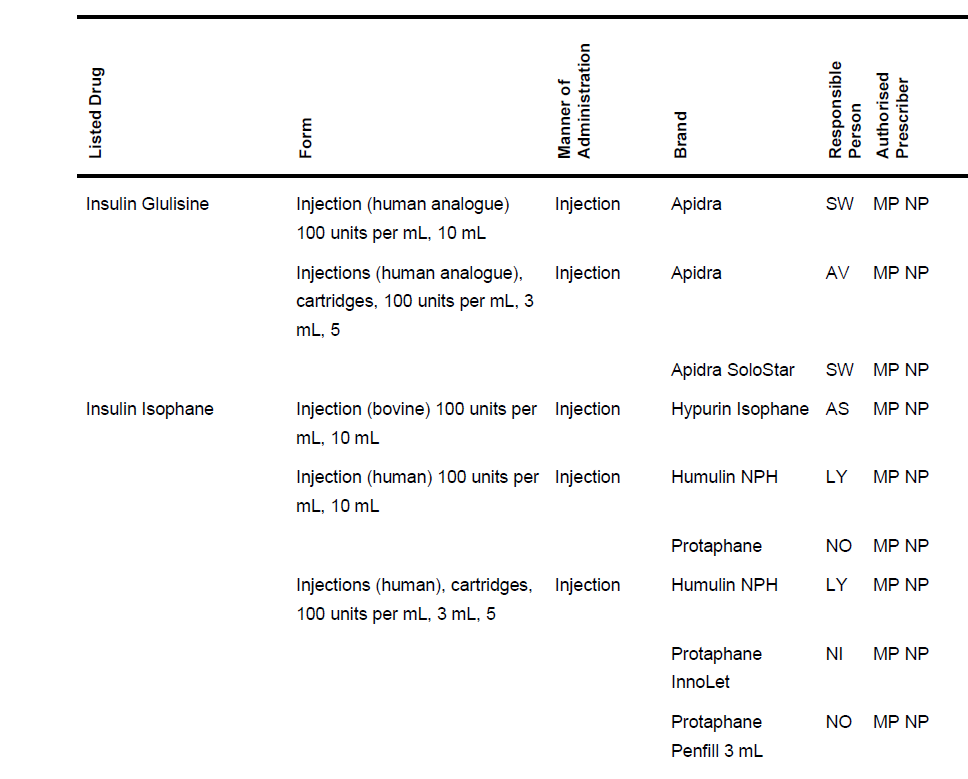 Listed Drug Form Manner of Administration Brand Responsible Person Authorised Prescriber
Insulin Glulisine Injection (human analogue) Injection Apidra SW MP NP
100 units per mL, 10 mL
Injections (human analogue), Injection Apidra AV MP NP
cartridges, 100 units per mL, 3
mL, 5
Apidra SoloStar SW MP NP
Insulin Isophane Injection (bovine) 100 units per Injection Hypurin Isophane AS MP NP
mL, 10 mL
Injection (human) 100 units per Injection Humulin NPH LY MP NP
mL, 10 mL
Protaphane NO MP NP
Injections (human), cartridges, Injection Humulin NPH LY MP NP
100 units per mL, 3 mL, 5
Protaphane NI MP NP
InnoLet
Protaphane NO MP NP
Penfill 3 mL